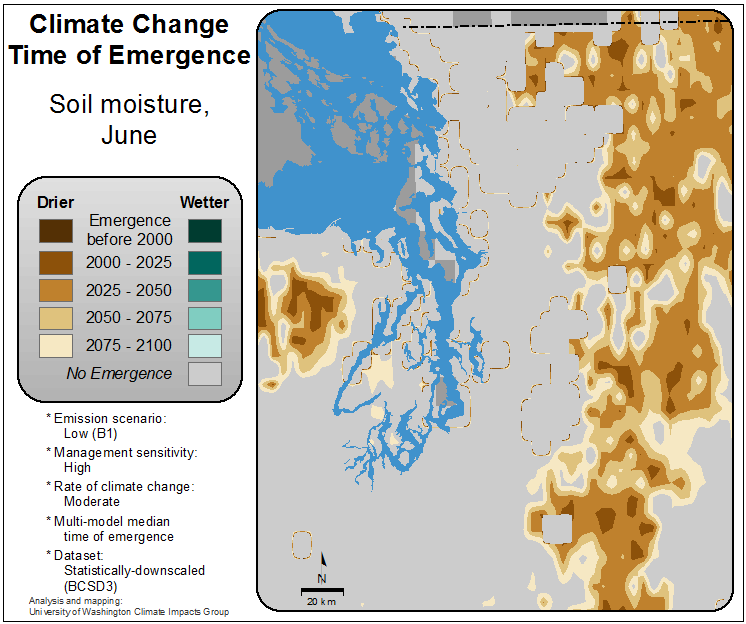 Climate Change
Time of Emergence
Soil moisture,
June
Drier Wetter
Emergence
before 2000
2000 - 2025
2025 - 2050
2050 - 2075
2075 - 2100
No Emergence
* Emission scenario:
Low (B1)
* Management sensitivity:
High
* Rate of climate change:
Moderate
* Multi-model median
time of emergence
* Dataset:
Statistically-downscaled
(BCSD3)
Analysis and mapping:
University of Washington Climate Impacts Group
N
20 km